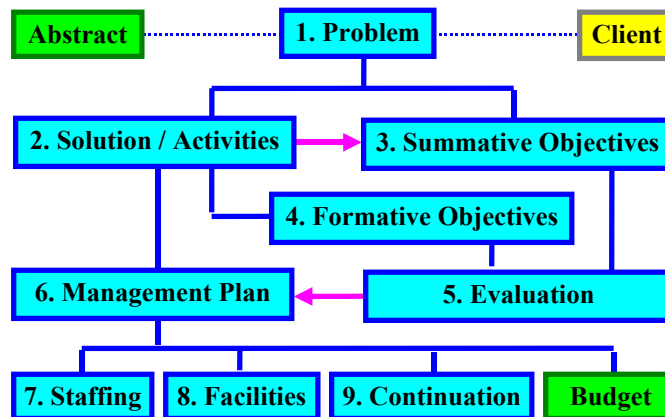 Abstract
1. Problem
Client
2. Solution / Activities
3. Summative Objectives
4. Formative Objectives
6. Management Plan
5. Evaluation
7. Staffing
8. Facilities
9. Continuation
Budget